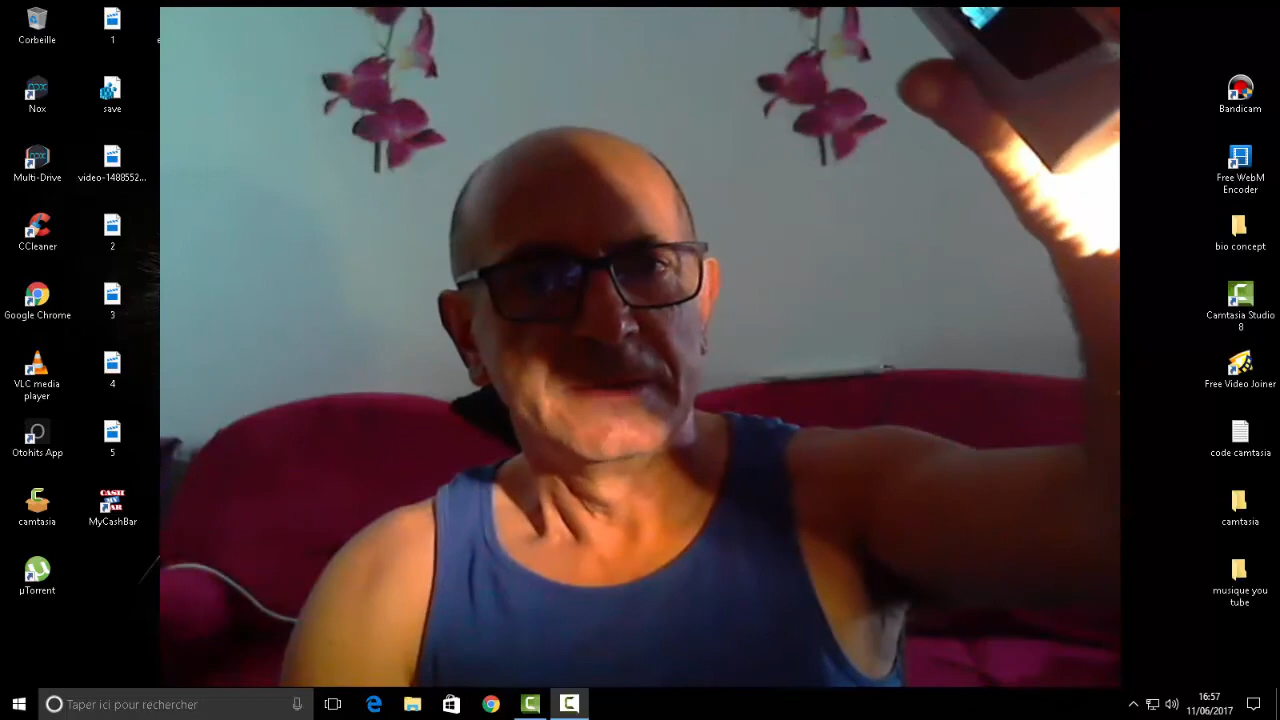 Corbeille
1
Nox
save
Multi-Drive
video-1488552...
CCleaner
2
Google Chrome
3
VLC media
player
4
Otohits App
5
camtasia
CASH
MY
BAR
MyCashBar
µTorrent
Bandicam
Free WebM
Encoder
bio concept
Camtasia Studio
8
Free Video Joiner
code camtasia
camtasia
musique you
tube
Taper ici pour rechercher
16:57
11/06/2017